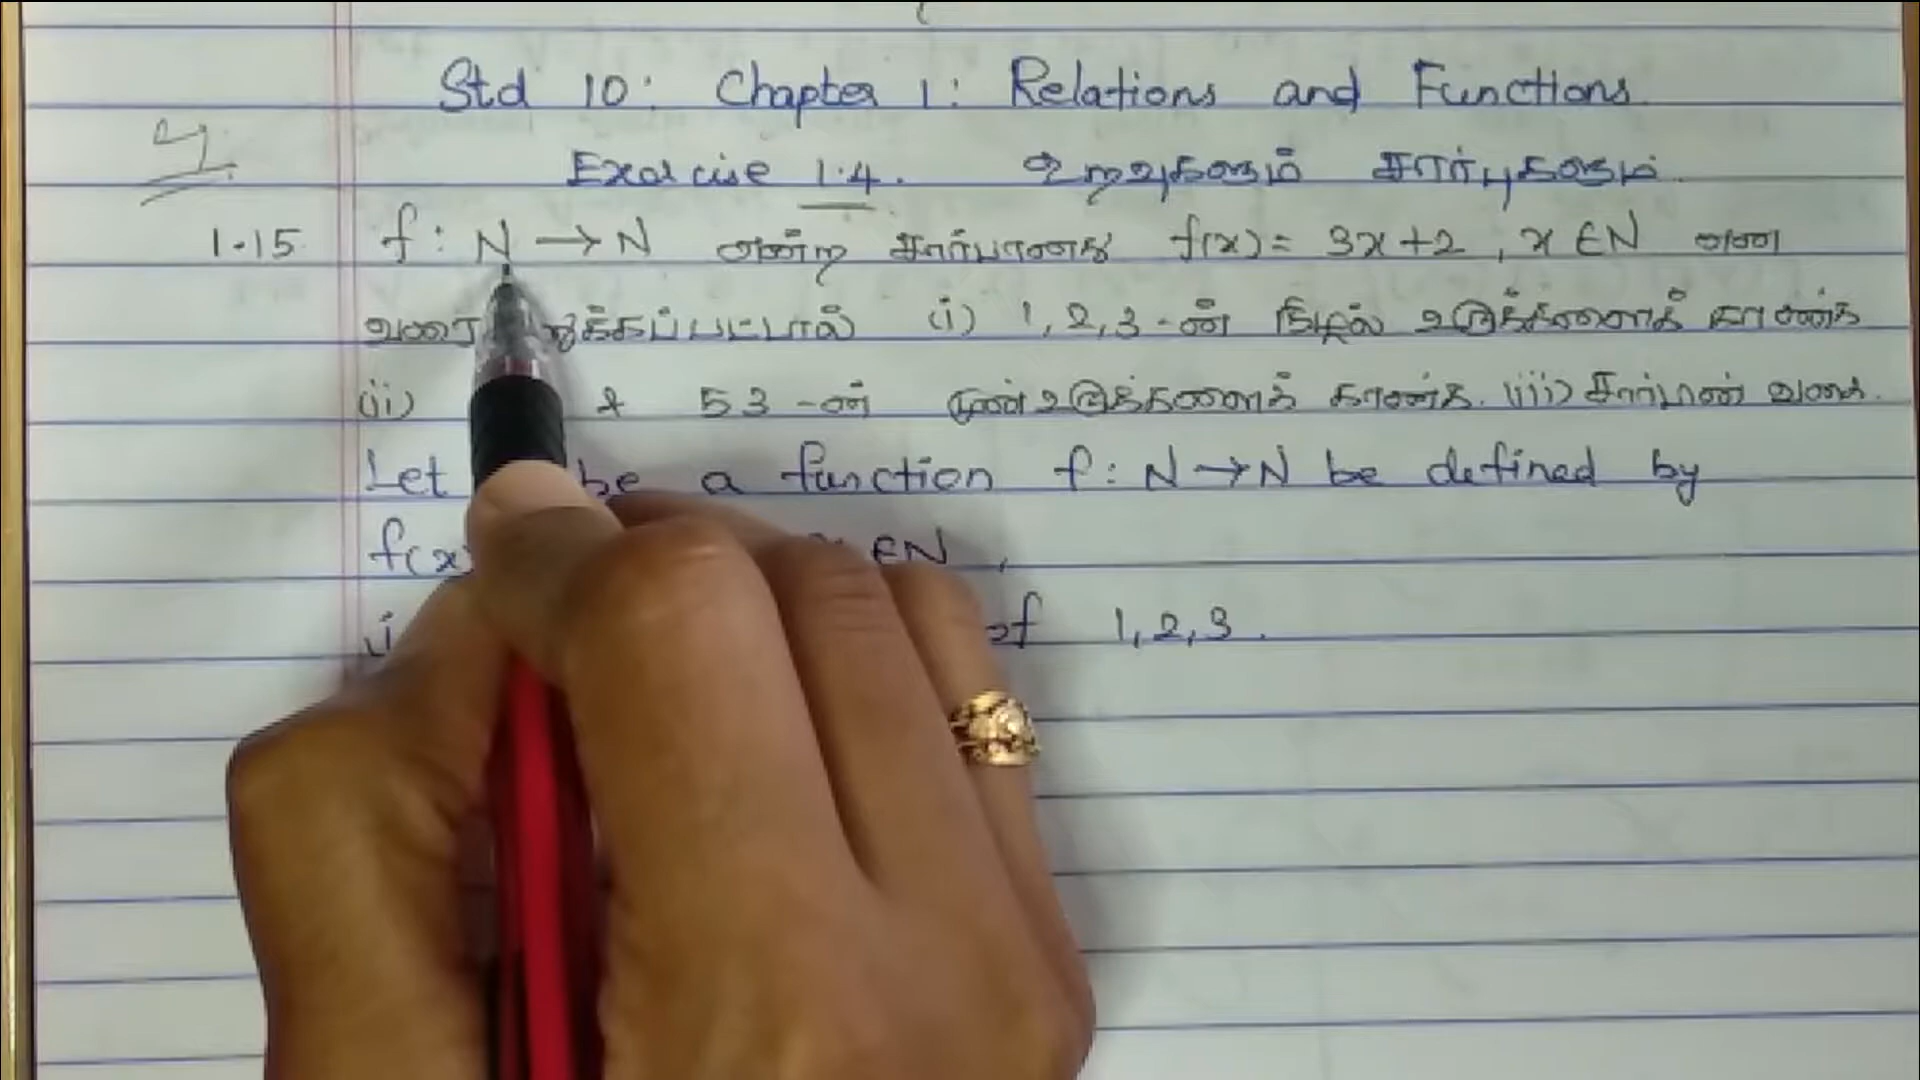 Std 10: Chapter 1: Relations and Functions
Exercise 1.4. உறவுகளும் சார்புகளும்.
1.15 f: N → N என்ற சார்பானது f(x) = 3x+2, x ∈ N என
(i) 1,2,3-ன் நிழல் உருக்களைக் காண்க
(ii) & 53-ன் முன் உருக்களைக் காண்க. (iii) சார்பின் வகை.
Let be a function f: N → N be defined by
f(x) ∈N,
(i of 1,2,3.